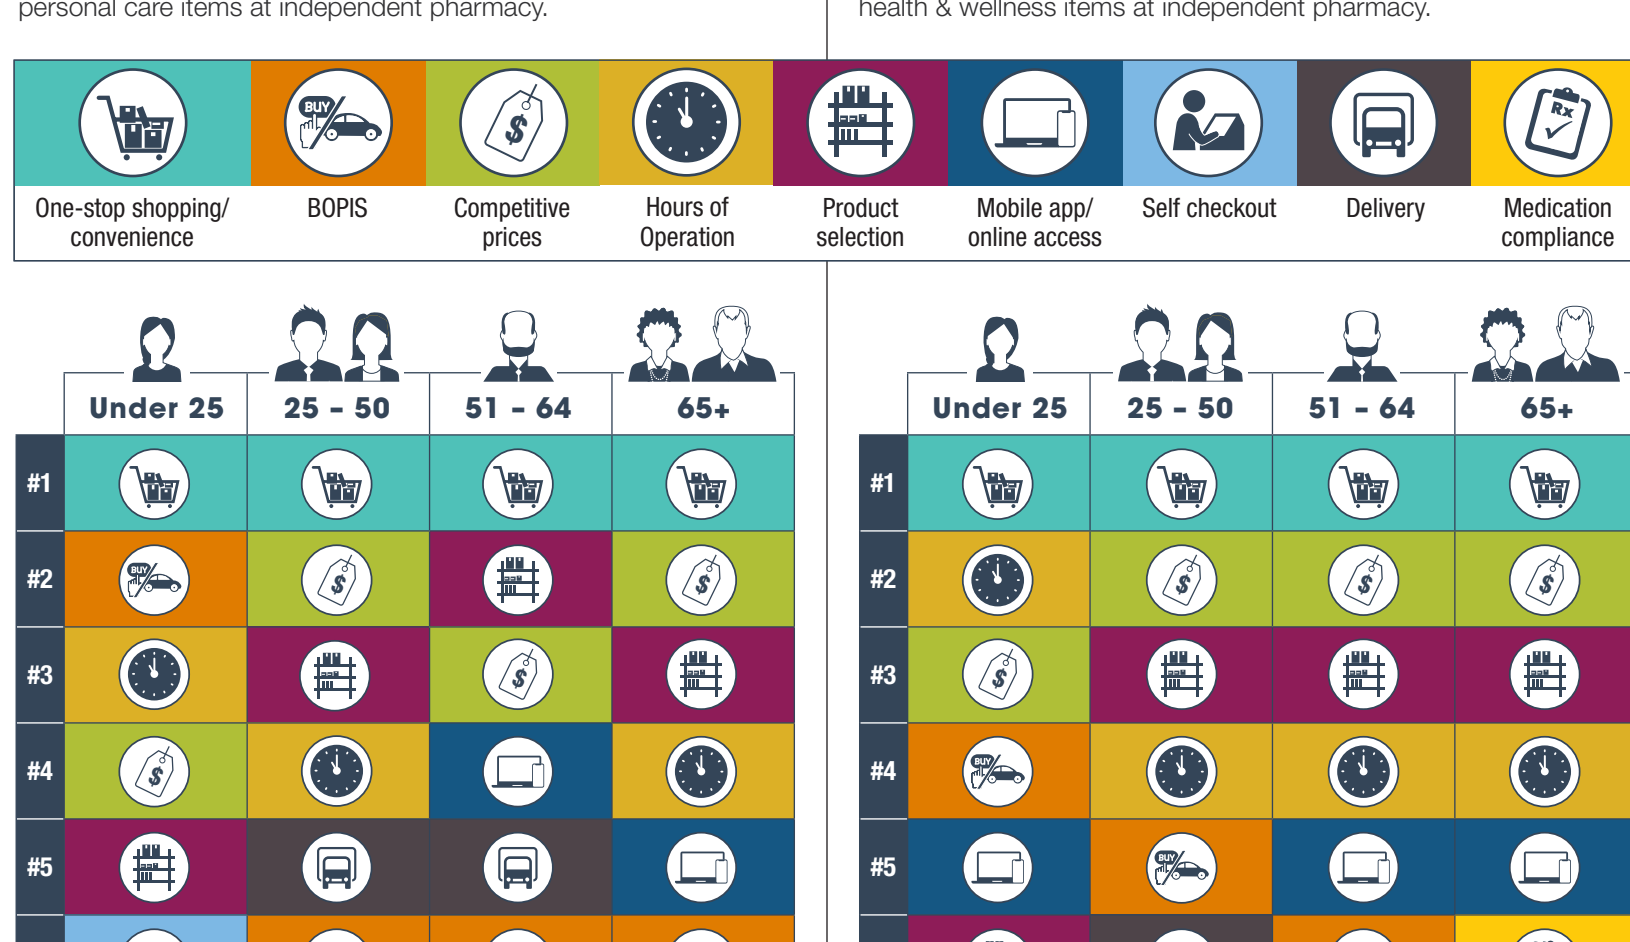 personal care items at independent pharmacy.
health & wellness items at independent pharmacy.
BUY
$
Rx
One-stop shopping/
convenience
BOPIS
Competitive
prices
Hours of
Operation
Product
selection
Mobile app/
online access
Self checkout
Delivery
Medication
compliance
Under 25
25 - 50
51 - 64
65+
#1
#2
BUY
$
$
#3
$
#4
$
#5
Under 25
25 - 50
51 - 64
65+
#1
#2
$
$
$
#3
$
#4
BUY
#5
BUY